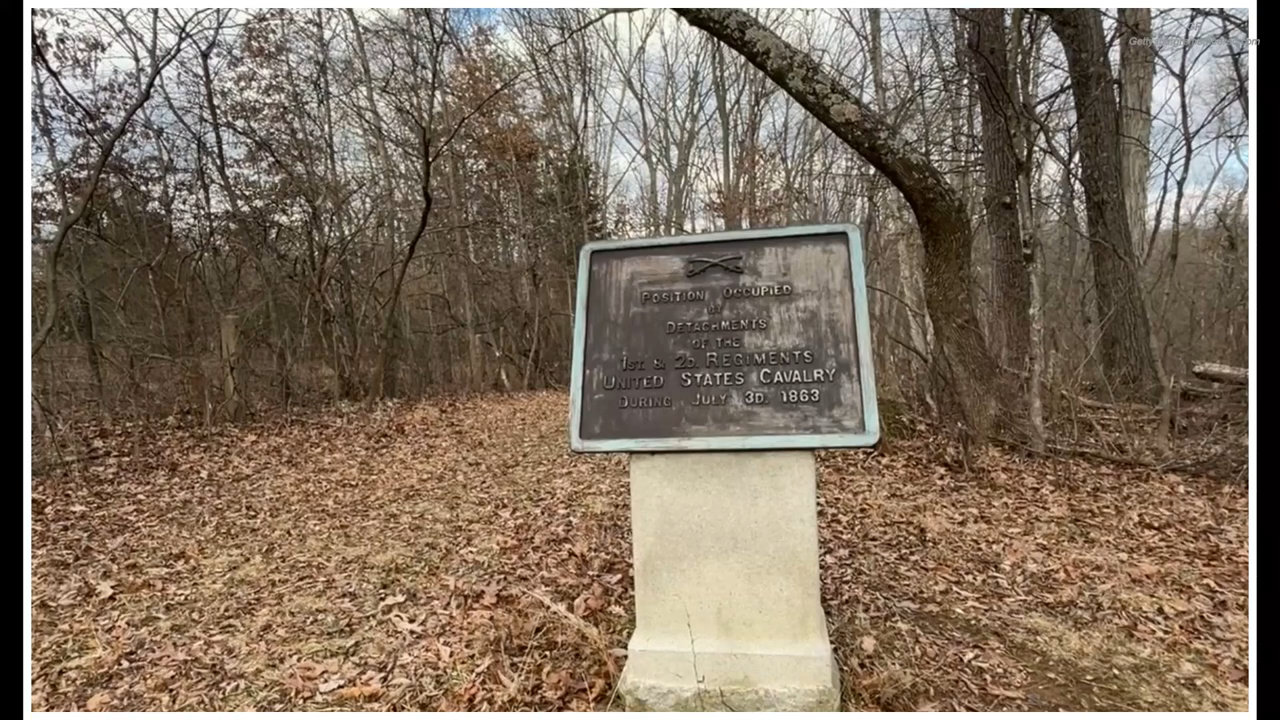 POSITION OCCUPIED
BY
DETACHMENTS
OF THE
1ST. & 2D. REGIMENTS
UNITED STATES CAVALRY
DURING JULY 3D. 1863